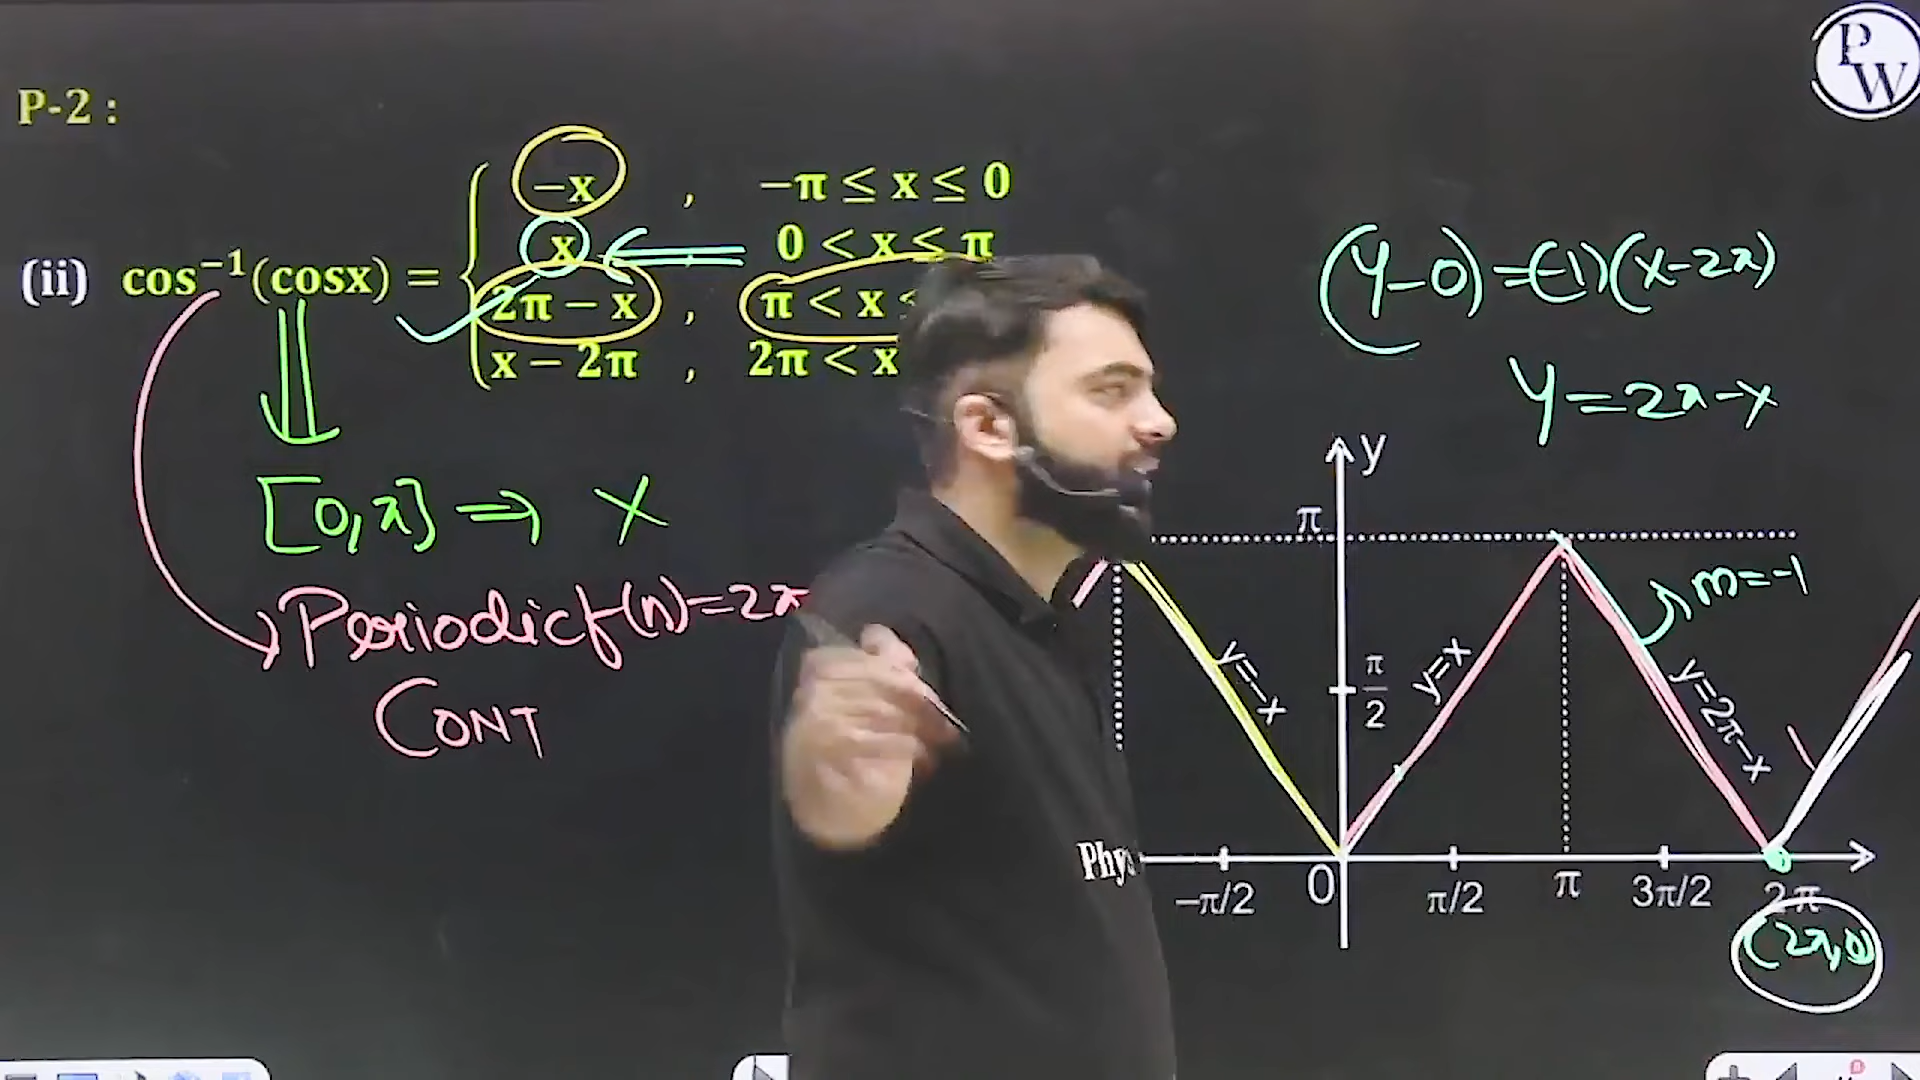 P W
P-2 :
(ii) cos⁻¹(cosx) =
-x , -π ≤ x ≤ 0
x , 0 < x ≤ π
2π - x , π < x ≤
x - 2π , 2π < x
[0,π] ⇒ x
Periodic f(n)=2π
CONT
(y-0)=(-1)(x-2π)
y=2π-x
y
π
π/2
m=-1
y=-x
y=x
y=2π-x
Phy
-π/2
0
π/2
π
3π/2
2π
(2π,0)